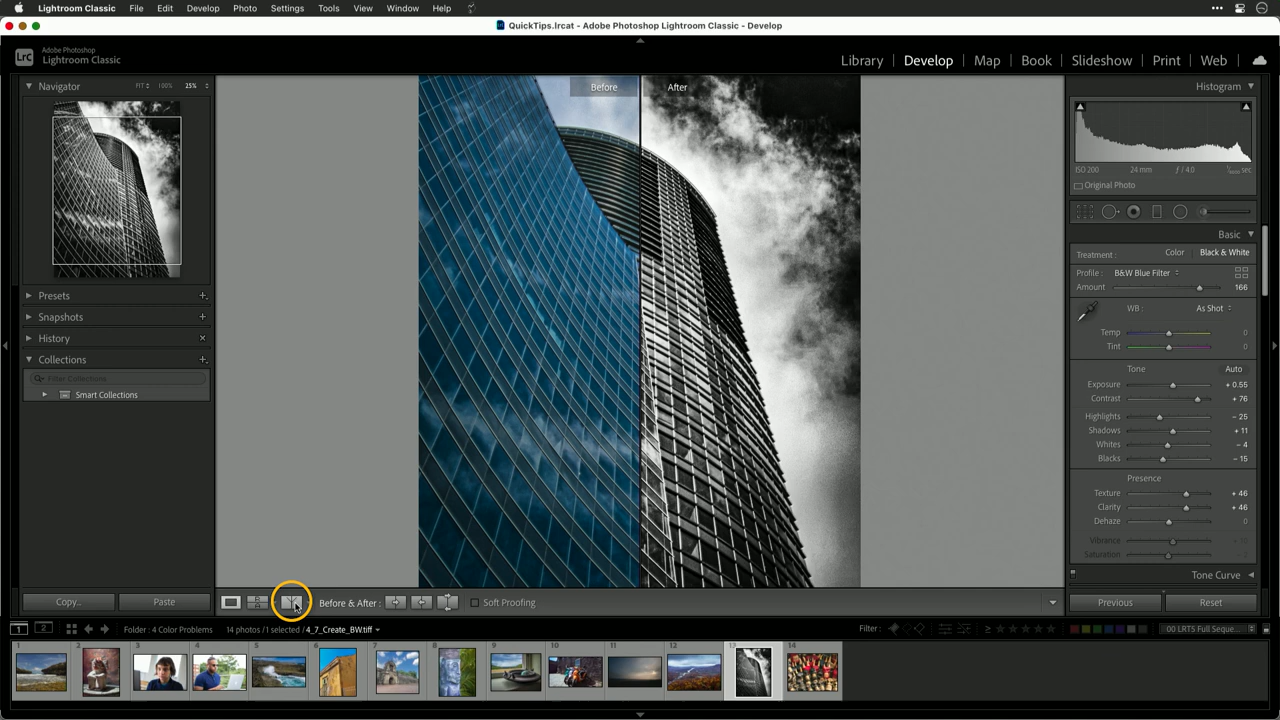 Lightroom Classic File Edit Develop Photo Settings Tools View Window Help
QuickTips.lrcat - Adobe Photoshop Lightroom Classic - Develop
Lrc Adobe Photoshop
Lightroom Classic
Library | Develop | Map | Book | Slideshow | Print | Web
Navigator FIT 100% 25%
Before After
Histogram
ISO 200 24 mm ƒ / 4.0
Original Photo
Basic
Treatment : Color Black & White
Profile : B&W Blue Filter
Amount 166
WB : As Shot
Temp 0
Tint 0
Tone Auto
Exposure + 0.55
Contrast + 76
Highlights – 25
Shadows + 11
Whites – 4
Blacks – 15
Presence
Texture + 46
Clarity + 46
Dehaze 0
Vibrance
Saturation
Tone Curve
Presets
Snapshots
History
Collections
Filter Collections
Smart Collections
Copy... Paste
Before & After : Soft Proofing
Previous Reset
1 2 Folder : 4 Color Problems 14 photos / 1 selected / 4_7_Create_BW.tiff Filter : 00 LRTS Full Seque...
1 2 3 4 5 6 7 8 9 10 11 12 13 14